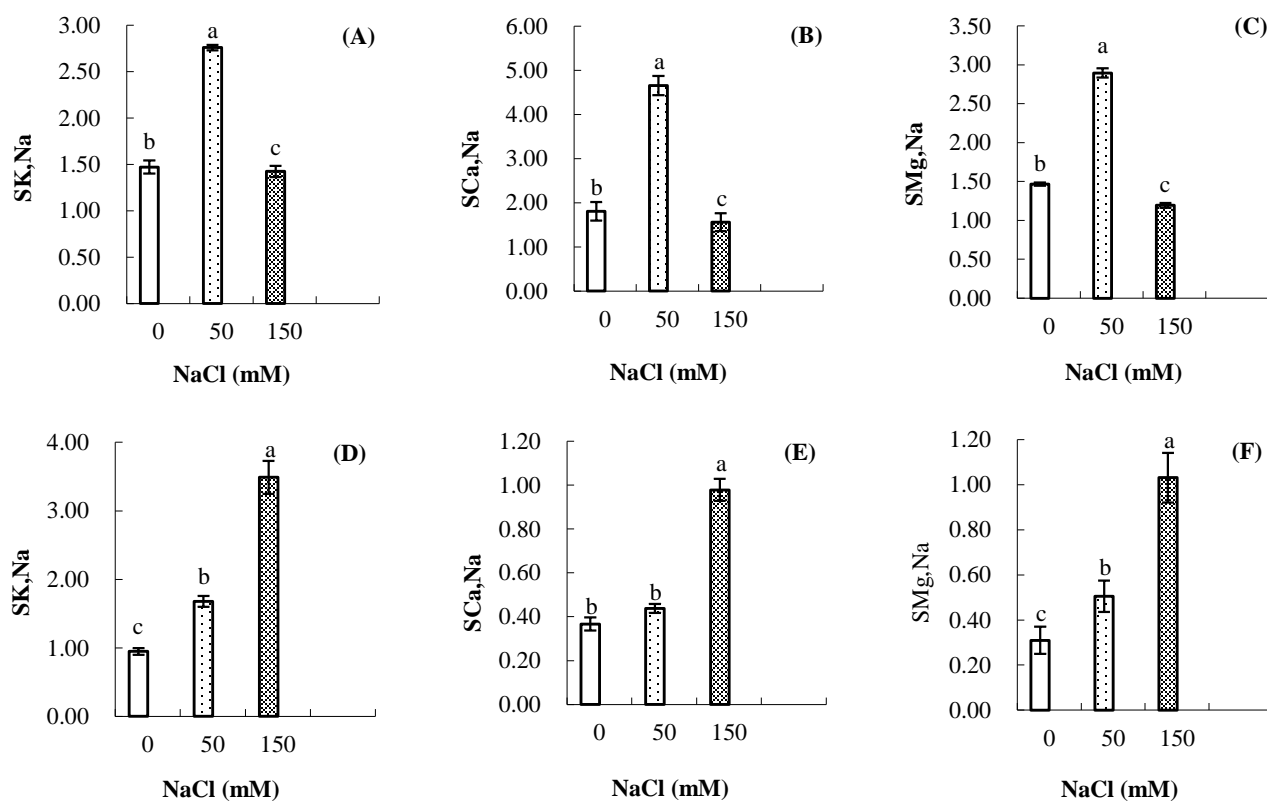 (A)
SK,Na
3.00
2.50
2.00
1.50
1.00
0.50
0.00
b
a
c
0 50 150
NaCl (mM)
(B)
SCa,Na
6.00
5.00
4.00
3.00
2.00
1.00
0.00
b
a
c
0 50 150
NaCl (mM)
(C)
SMg,Na
3.50
3.00
2.50
2.00
1.50
1.00
0.50
0.00
b
a
c
0 50 150
NaCl (mM)
(D)
SK,Na
4.00
3.00
2.00
1.00
0.00
c
b
a
0 50 150
NaCl (mM)
(E)
SCa,Na
1.20
1.00
0.80
0.60
0.40
0.20
0.00
b
b
a
0 50 150
NaCl (mM)
(F)
SMg,Na
1.20
1.00
0.80
0.60
0.40
0.20
0.00
c
b
a
0 50 150
NaCl (mM)